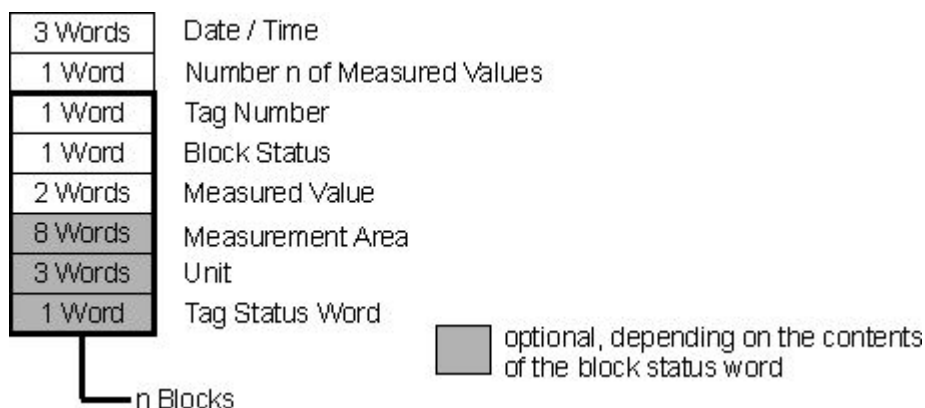 3 Words Date / Time
1 Word Number n of Measured Values
1 Word Tag Number
1 Word Block Status
2 Words Measured Value
8 Words Measurement Area
3 Words Unit
1 Word Tag Status Word
optional, depending on the contents
of the block status word
n Blocks